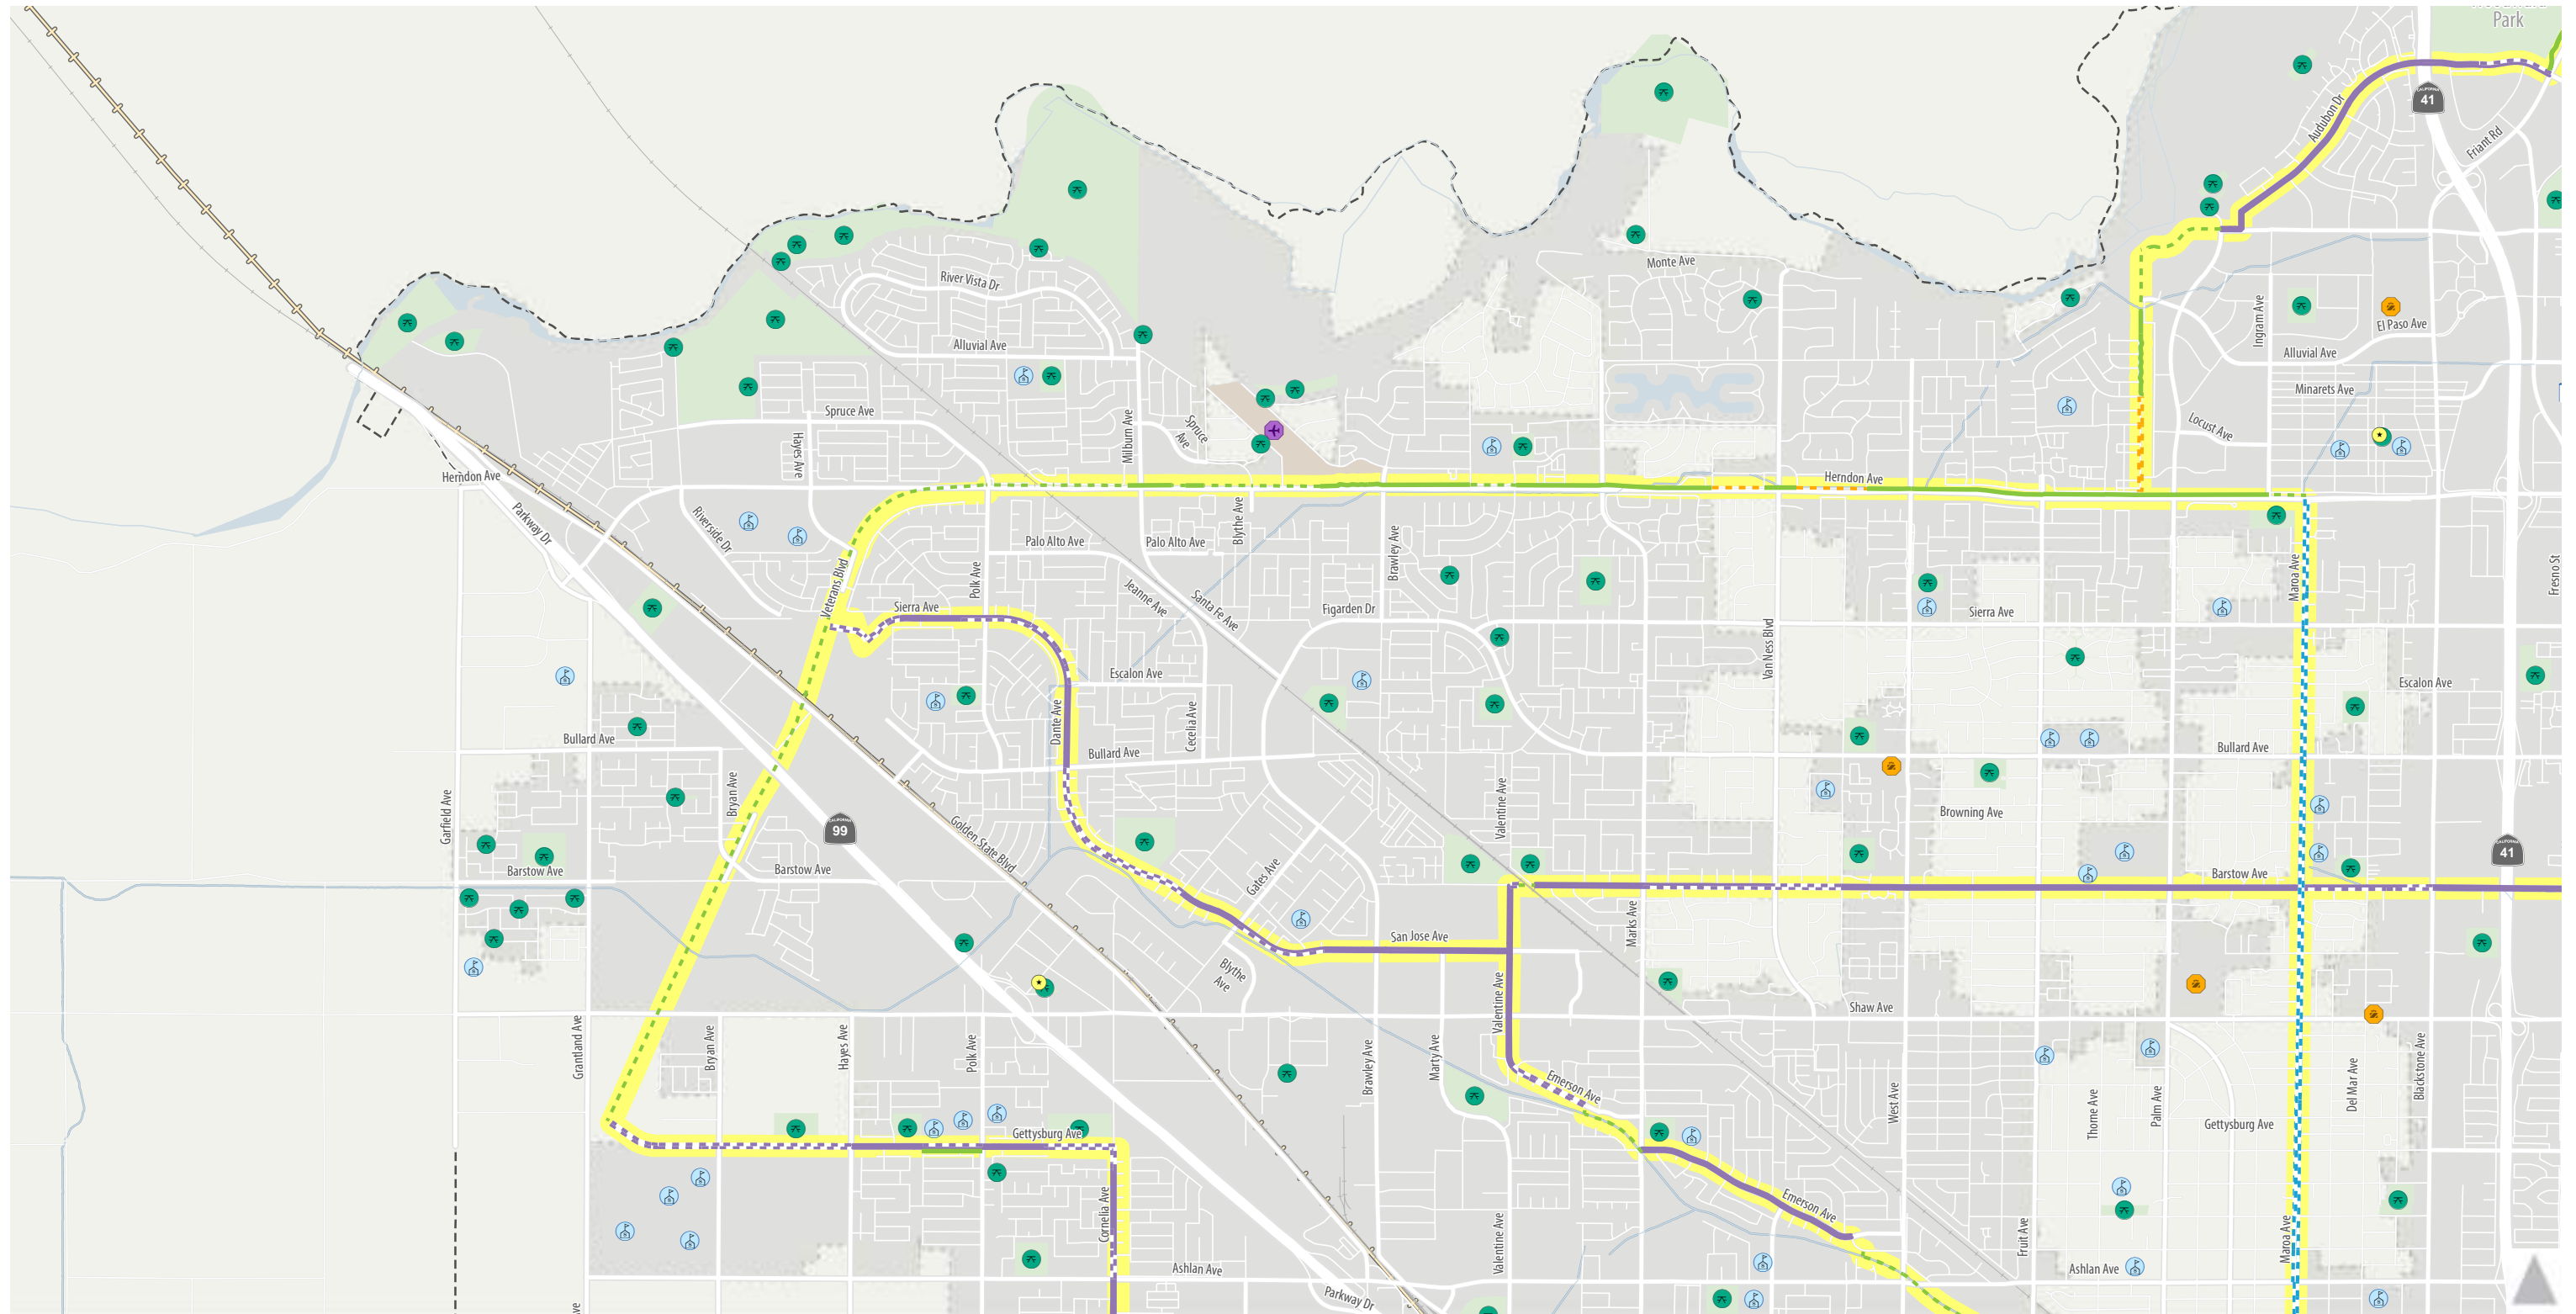 Park
CALIFORNIA
41
Audubon Dr
Friant Rd
Monte Ave
River Vista Dr
Ingram Ave
El Paso Ave
Alluvial Ave
Alluvial Ave
Minarets Ave
Spruce Ave
Milburn Ave
Spruce
Ave
Locust Ave
Hayes Ave
Herndon Ave
Herndon Ave
Parkway Dr
Riverside Dr
Blythe Ave
Palo Alto Ave
Palo Alto Ave
Brawley Ave
Veterans Blvd
Polk Ave
Jeanne Ave
Santa Fe Ave
Maroa Ave
Fresno St
Sierra Ave
Figarden Dr
Sierra Ave
Van Ness Blvd
Escalon Ave
Escalon Ave
Dante Ave
Cecelia Ave
Bullard Ave
Bullard Ave
Bullard Ave
Bryan Ave
Garfield Ave
Valentine Ave
Browning Ave
CALIFORNIA
99
Golden State Blvd
CALIFORNIA
41
Barstow Ave
Barstow Ave
Gates Ave
Barstow Ave
Marks Ave
San Jose Ave
Blythe
Ave
Valentine Ave
Shaw Ave
Grantland Ave
Bryan Ave
Hayes Ave
Polk Ave
Brawley Ave
Marty Ave
Emerson Ave
West Ave
Thorne Ave
Palm Ave
Del Mar Ave
Blackstone Ave
Gettysburg Ave
Gettysburg Ave
Cornelia Ave
Emerson Ave
Valentine Ave
Fruit Ave
Maroa Ave
Ashlan Ave
Ashlan Ave
Parkway Dr